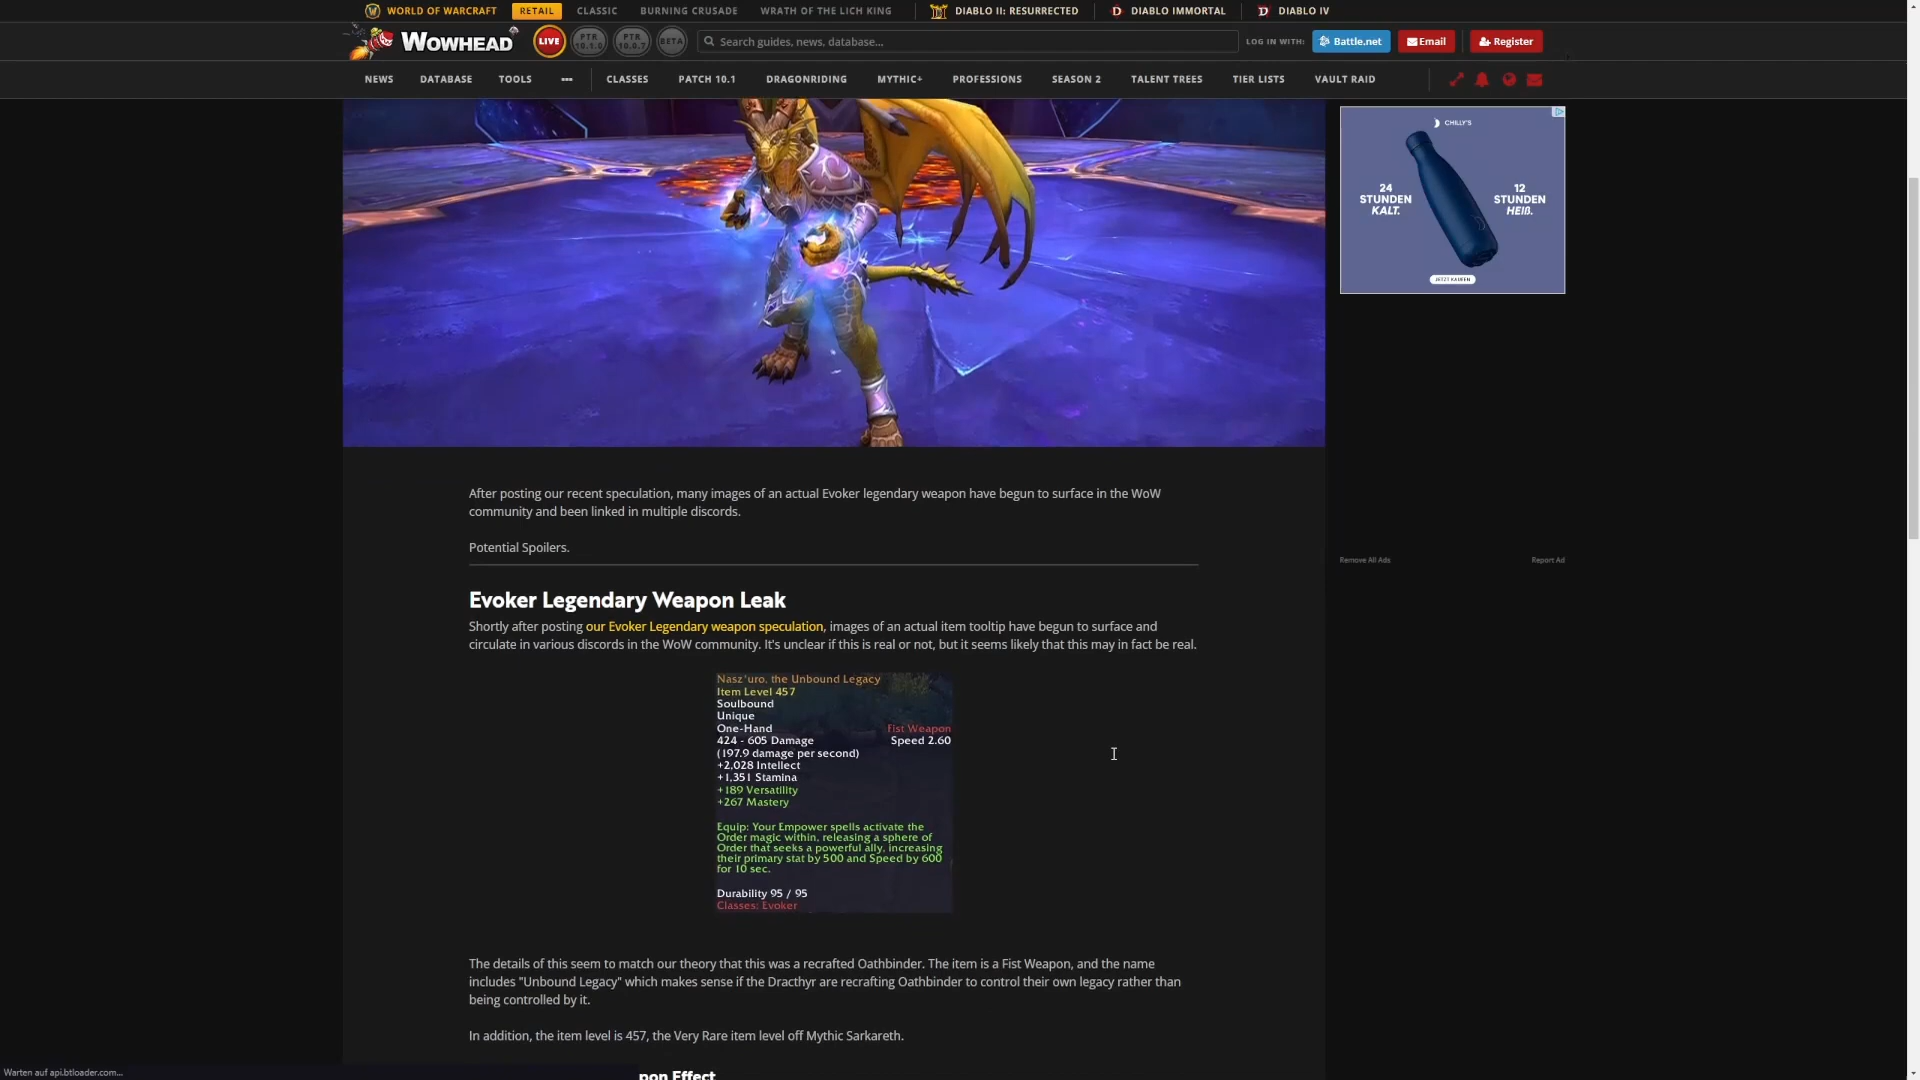 WORLD OF WARCRAFT RETAIL CLASSIC BURNING CRUSADE WRATH OF THE LICH KING DIABLO II: RESURRECTED DIABLO IMMORTAL DIABLO IV
WOWHEAD LIVE PTR 10.1.0 PTR 10.0.7 BETA Search guides, news, database... LOG IN WITH: Battle.net Email Register
NEWS DATABASE TOOLS ••• CLASSES PATCH 10.1 DRAGONRIDING MYTHIC+ PROFESSIONS SEASON 2 TALENT TREES TIER LISTS VAULT RAID
CHILLY'S
24 STUNDEN KALT.
12 STUNDEN HEIß.
JETZT KAUFEN
Remove All Ads Report Ad
After posting our recent speculation, many images of an actual Evoker legendary weapon have begun to surface in the WoW
community and been linked in multiple discords.
Potential Spoilers.
Evoker Legendary Weapon Leak
Shortly after posting our Evoker Legendary weapon speculation, images of an actual item tooltip have begun to surface and
circulate in various discords in the WoW community. It's unclear if this is real or not, but it seems likely that this may in fact be real.
Nasz'uro, the Unbound Legacy
Item Level 457
Soulbound
Unique
One-Hand Fist Weapon
424 - 605 Damage Speed 2.60
(197.9 damage per second)
+2,028 Intellect
+1,351 Stamina
+189 Versatility
+267 Mastery
Equip: Your Empower spells activate the
Order magic within, releasing a sphere of
Order that seeks a powerful ally, increasing
their primary stat by 500 and Speed by 600
for 10 sec.
Durability 95 / 95
Classes: Evoker
The details of this seem to match our theory that this was a recrafted Oathbinder. The item is a Fist Weapon, and the name
includes "Unbound Legacy" which makes sense if the Dracthyr are recrafting Oathbinder to control their own legacy rather than
being controlled by it.
In addition, the item level is 457, the Very Rare item level off Mythic Sarkareth.
pon Effect
Warten auf api.btloader.com...